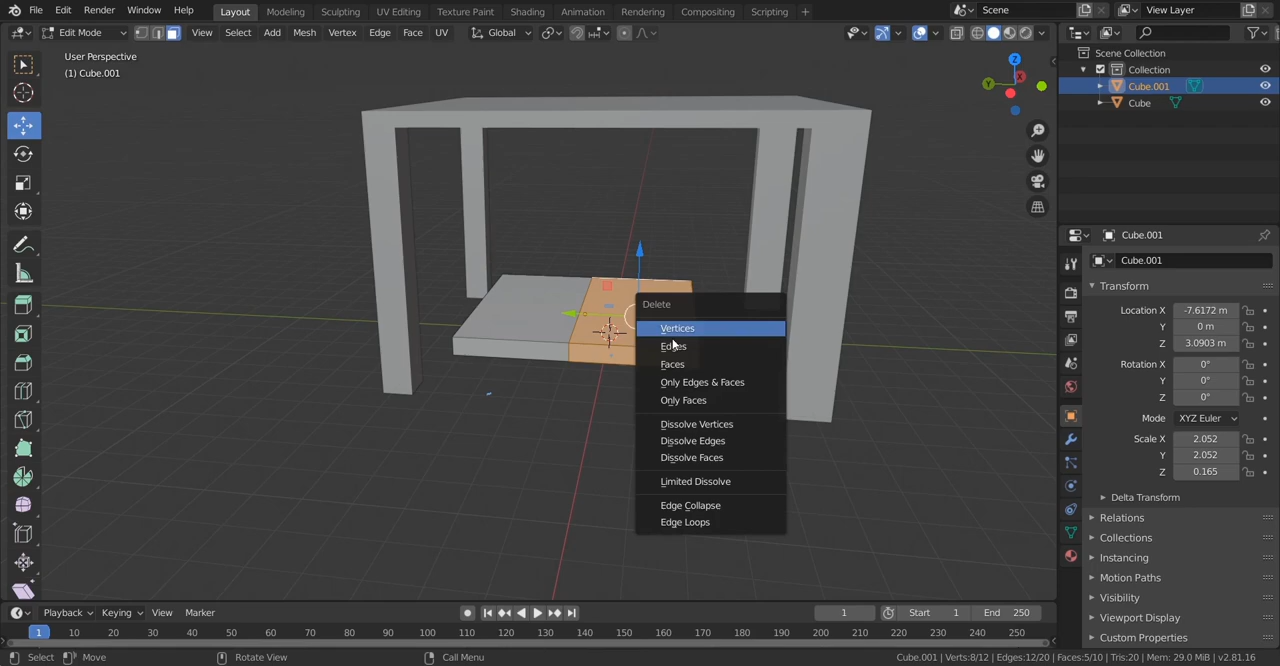 File Edit Render Window Help Layout Modeling Sculpting UV Editing Texture Paint Shading Animation Rendering Compositing Scripting + Scene View Layer
Edit Mode View Select Add Mesh Vertex Edge Face UV Global
User Perspective
(1) Cube.001
Z
X
Y
Scene Collection
Collection
Cube.001
Cube
Delete
Vertices
Edges
Faces
Only Edges & Faces
Only Faces
Dissolve Vertices
Dissolve Edges
Dissolve Faces
Limited Dissolve
Edge Collapse
Edge Loops
Cube.001
Cube.001
Transform
Location X -7.6172 m
Y 0 m
Z 3.0903 m
Rotation X 0°
Y 0°
Z 0°
Mode XYZ Euler
Scale X 2.052
Y 2.052
Z 0.165
Delta Transform
Relations
Collections
Instancing
Motion Paths
Visibility
Viewport Display
Custom Properties
Playback Keying View Marker 1 Start 1 End 250
1 10 20 30 40 50 60 70 80 90 100 110 120 130 140 150 160 170 180 190 200 210 220 230 240 250
Select Move Rotate View Call Menu Cube.001 | Verts:8/12 | Edges:12/20 | Faces:5/10 | Tris:20 | Mem: 29.0 MiB | v2.81.16